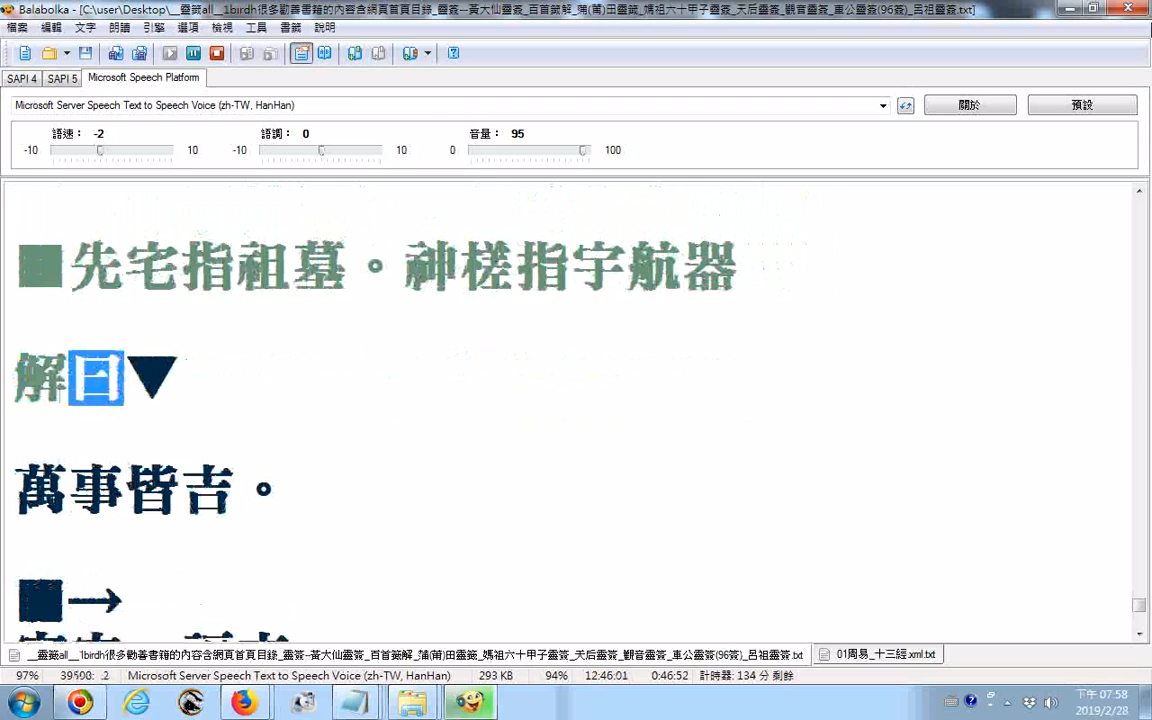 Balabolka - [C:\user\Desktop\__靈籤all__1birdh很多勸善書籍的內容含網頁首頁目錄_靈簽--黃大仙靈簽_百首籤解_蒲(莆)田靈籤_媽祖六十甲子靈簽_天后靈籤_觀音靈簽_車公靈簽(96簽)_呂祖靈簽.txt]
檔案 編輯 文字 朗讀 引擎 選項 檢視 工具 書籤 說明
SAPI 4 SAPI 5 Microsoft Speech Platform
Microsoft Server Speech Text to Speech Voice (zh-TW, HanHan) 關於 預設
語速： -2 語調： 0 音量： 95
-10 10 -10 10 0 100
■先宅指祖墓。神槎指宇航器
解曰▼
萬事皆吉。
■→
__靈籤all__1birdh很多勸善書籍的內容含網頁首頁目錄_靈簽--黃大仙靈簽_百首籤解_蒲(莆)田靈籤_媽祖六十甲子靈簽_天后靈簽_觀音靈簽_車公靈簽(96簽)_呂祖靈簽.txt 01周易_十三經.xml.txt
97% Microsoft Server Speech Text to Speech Voice (zh-TW, HanHan) 293 KB 94% 12:46:01 0:46:52 計時器： 134 分 剩餘
下午 07:58
2019/2/28